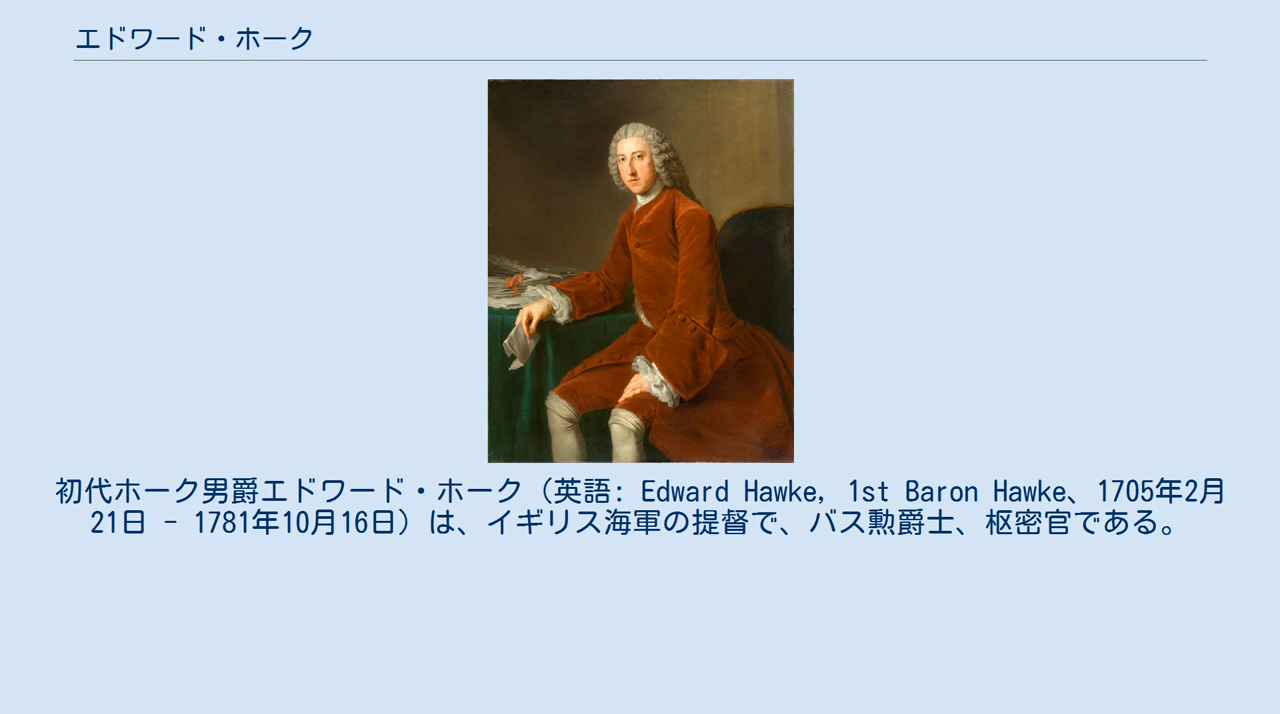 エドワード・ホーク
初代ホーク男爵エドワード・ホーク（英語: Edward Hawke, 1st Baron Hawke、1705年2月
21日 - 1781年10月16日）は、イギリス海軍の提督で、バス勲爵士、枢密官である。